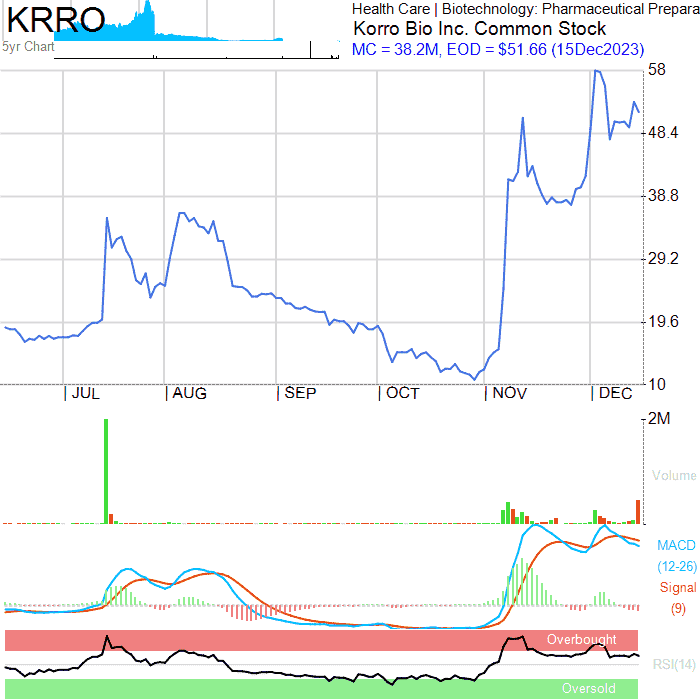 KRRO
5yr Chart
Health Care | Biotechnology: Pharmaceutical Prepara
Korro Bio Inc. Common Stock
MC = 38.2M, EOD = $51.66 (15Dec2023)
58
48.4
38.8
29.2
19.6
10
JUL
AUG
SEP
OCT
NOV
DEC
2M
Volume
MACD
(12-26)
Signal
(9)
Overbought
RSI(14)
Oversold